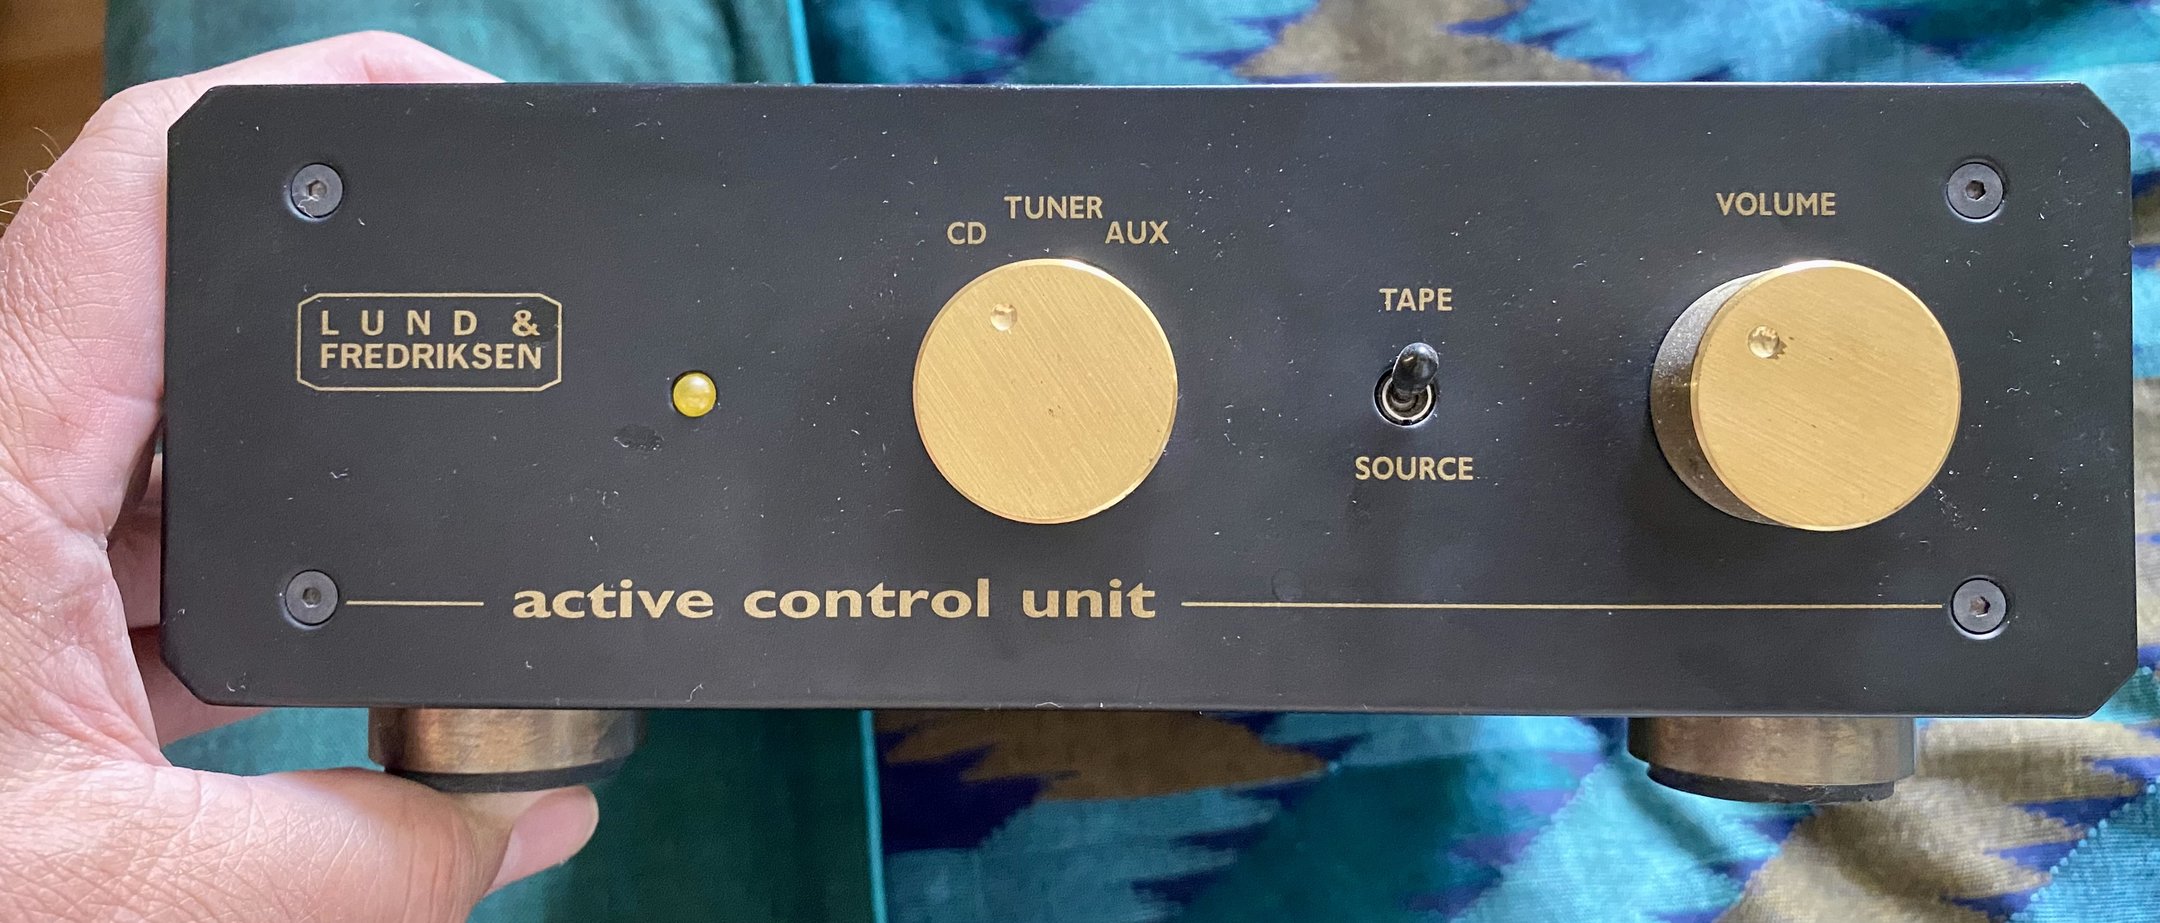 LUND &
FREDRIKSEN
CD
TUNER
AUX
TAPE
SOURCE
VOLUME
active control unit